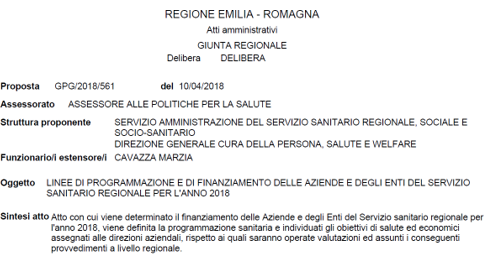 REGIONE EMILIA - ROMAGNA
Atti amministrativi
GIUNTA REGIONALE
Delibera DELIBERA
Proposta GPG/2018/561 del 10/04/2018
Assessorato ASSESSORE ALLE POLITICHE PER LA SALUTE
Struttura proponente SERVIZIO AMMINISTRAZIONE DEL SERVIZIO SANITARIO REGIONALE, SOCIALE E
SOCIO-SANITARIO
DIREZIONE GENERALE CURA DELLA PERSONA, SALUTE E WELFARE
Funzionario/i estensore/i CAVAZZA MARZIA
Oggetto LINEE DI PROGRAMMAZIONE E DI FINANZIAMENTO DELLE AZIENDE E DEGLI ENTI DEL SERVIZIO
SANITARIO REGIONALE PER L'ANNO 2018
Sintesi atto Atto con cui viene determinato il finanziamento delle Aziende e degli Enti del Servizio sanitario regionale per
l'anno 2018, viene definita la programmazione sanitaria e individuati gli obiettivi di salute ed economici
assegnati alle direzioni aziendali, rispetto ai quali saranno operate valutazioni ed assunti i conseguenti
provvedimenti a livello regionale.